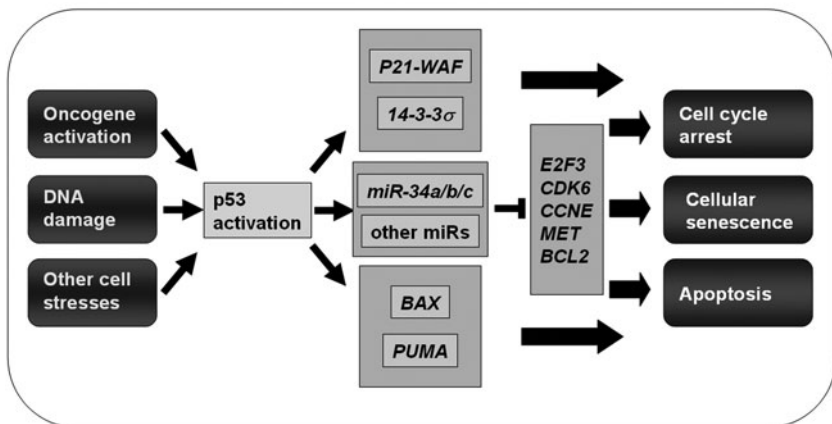 Oncogene
activation
DNA
damage
Other cell
stresses
p53
activation
P21-WAF
14-3-3σ
miR-34a/b/c
other miRs
BAX
PUMA
E2F3
CDK6
CCNE
MET
BCL2
Cell cycle
arrest
Cellular
senescence
Apoptosis